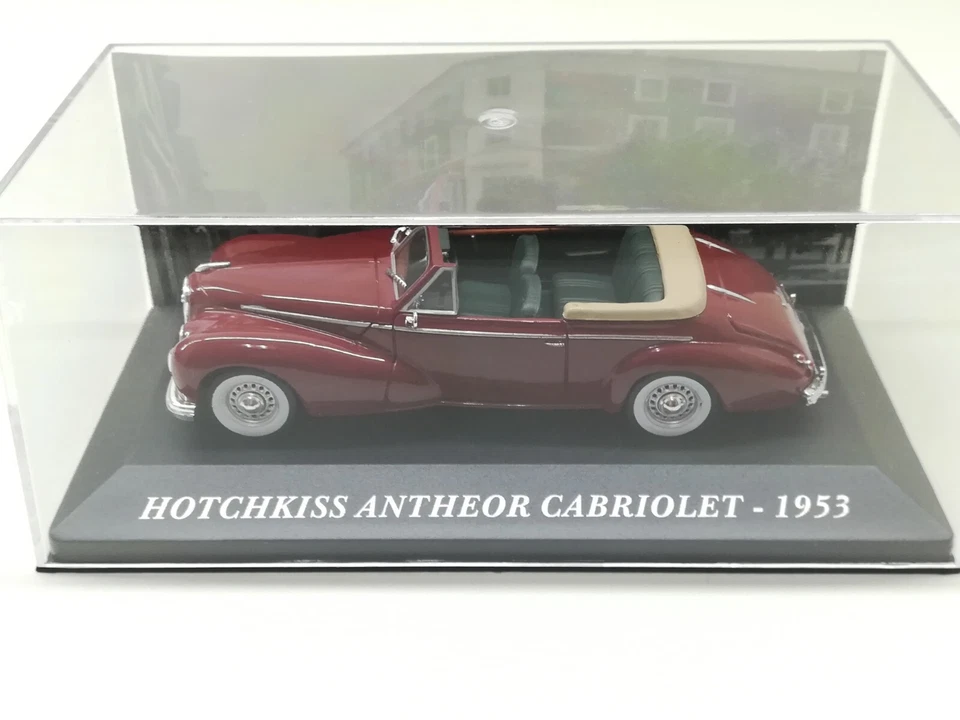 HOTCHKISS ANTHEOR CABRIOLET - 1953